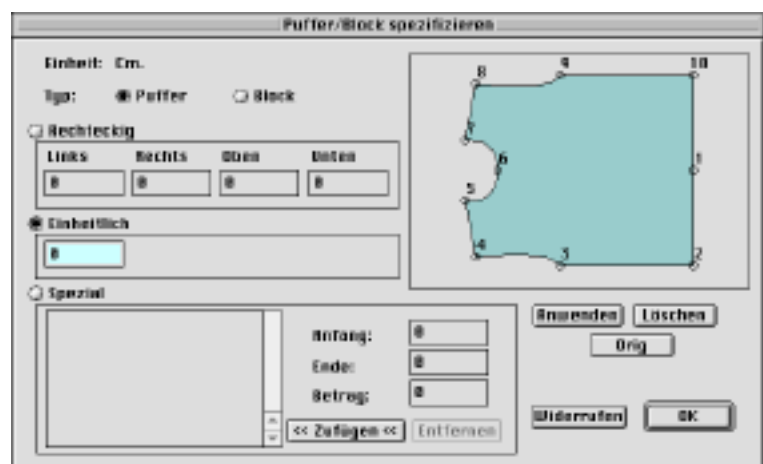 Puffer/Block spezifizieren
Einheit: Cm.
Typ: Puffer Block
Rechteckig
Links Rechts Oben Unten
0 0 0 0
Einheitlich
0
Spezial
Anfang: 0
Ende: 0
Betrag: 0
<< Zufügen << Entfernen
8 9 10
7
6 1
5
4 3 2
Anwenden Löschen
Orig
Widerrufen OK